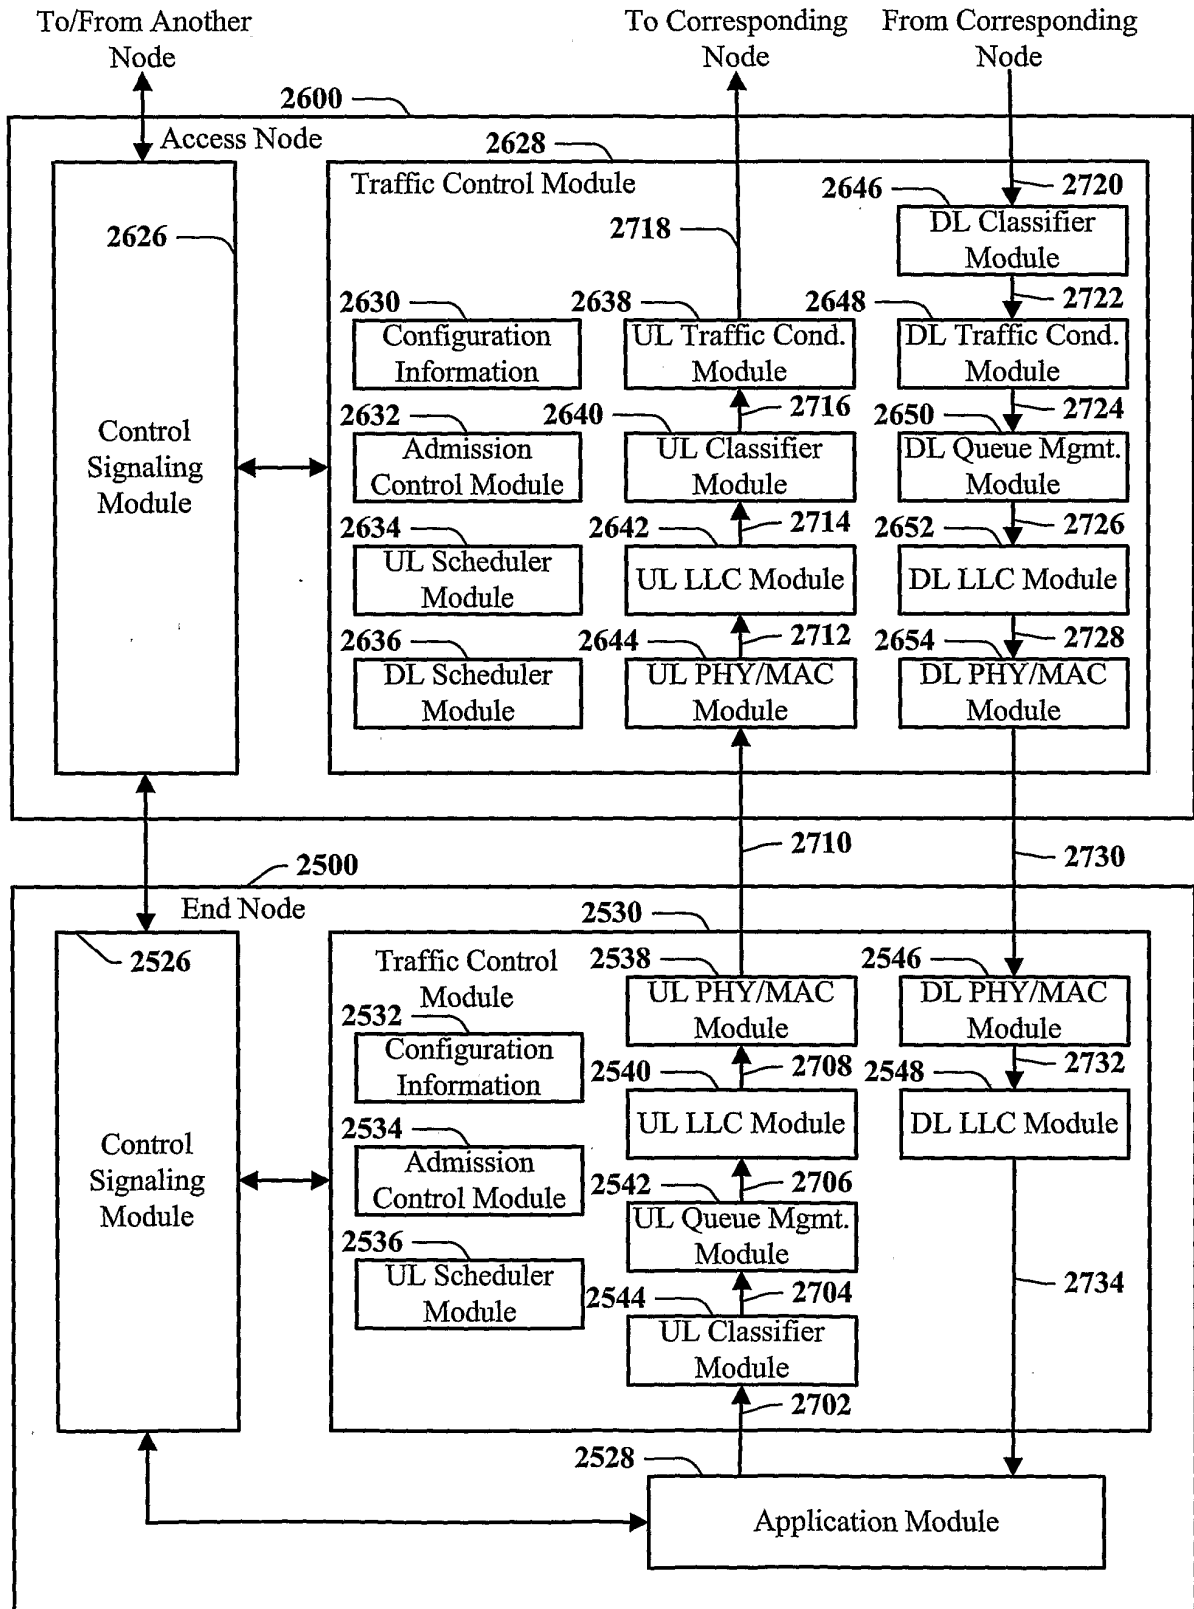 To/From Another
Node
To Corresponding
Node
From Corresponding
Node
2600
Access Node
2628
Traffic Control Module
2626
Control
Signaling
Module
2630
Configuration
Information
2632
Admission
Control Module
2634
UL Scheduler
Module
2636
DL Scheduler
Module
2718
2638
UL Traffic Cond.
Module
2716
2640
UL Classifier
Module
2714
2642
UL LLC Module
2712
2644
UL PHY/MAC
Module
2720
2646
DL Classifier
Module
2722
2648
DL Traffic Cond.
Module
2724
2650
DL Queue Mgmt.
Module
2726
2652
DL LLC Module
2728
2654
DL PHY/MAC
Module
2710
2730
2500
End Node
2526
Control
Signaling
Module
2530
Traffic Control
Module
2532
Configuration
Information
2534
Admission
Control Module
2536
UL Scheduler
Module
2538
UL PHY/MAC
Module
2708
2540
UL LLC Module
2706
2542
UL Queue Mgmt.
Module
2704
2544
UL Classifier
Module
2702
2546
DL PHY/MAC
Module
2732
2548
DL LLC Module
2734
2528
Application Module